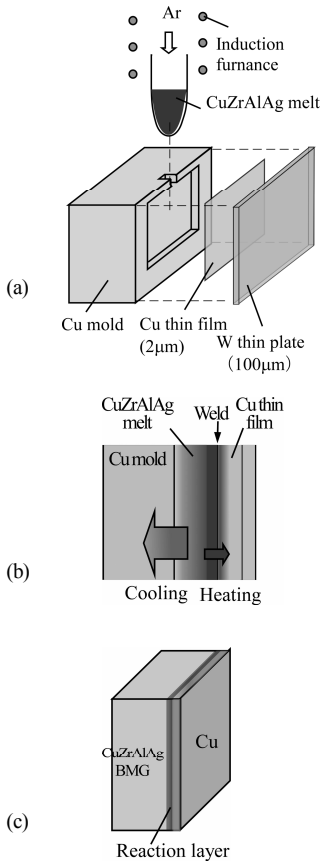 Ar
Induction
furnance
CuZrAlAg melt
(a)
Cu mold
Cu thin film
(2μm)
W thin plate
(100μm)
CuZrAlAg
melt
Weld
Cu thin
film
Cu mold
(b)
Cooling
Heating
CuZrAlAg
BMG
Cu
(c)
Reaction layer